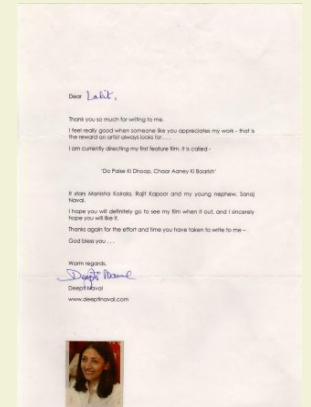 Dear Lalit,
Thank you so much for writing to me.
I feel really good when someone like you appreciates my work - that is
the reward an artist always looks for . . .
I am currently directing my first feature film. It is called -
'Do Paise Ki Dhoop, Chaar Aaney Ki Baarish'
It stars Manisha Koirala, Rajit Kapoor and my young nephew, Sanaj
Naval.
I hope you will definitely go to see my film when it out, and I sincerely
hope you will like it.
Thanks again for the effort and time you have taken to write to me –
God bless you . . .
Warm regards,
Deepti Naval
Deepti Naval
www.deeptinaval.com